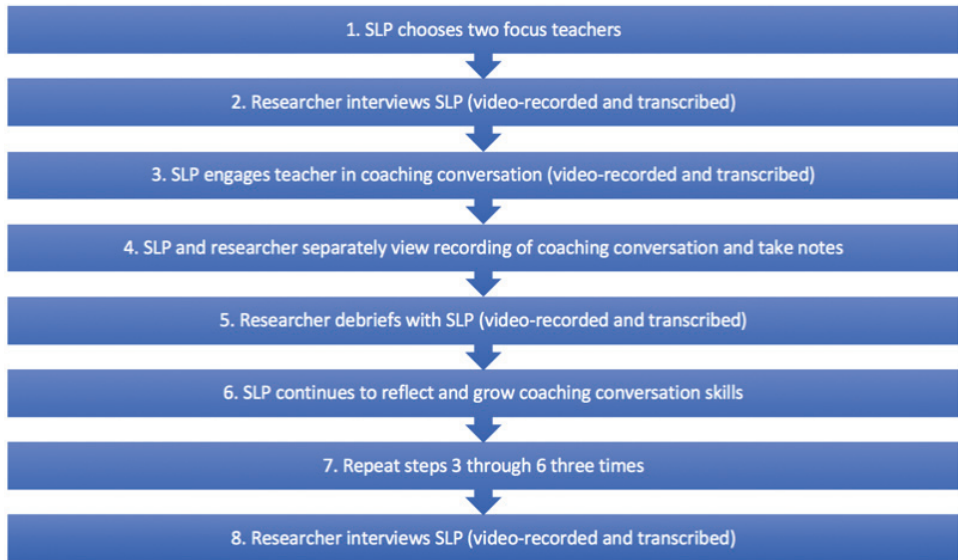 1. SLP chooses two focus teachers
2. Researcher interviews SLP (video-recorded and transcribed)
3. SLP engages teacher in coaching conversation (video-recorded and transcribed)
4. SLP and researcher separately view recording of coaching conversation and take notes
5. Researcher debriefs with SLP (video-recorded and transcribed)
6. SLP continues to reflect and grow coaching conversation skills
7. Repeat steps 3 through 6 three times
8. Researcher interviews SLP (video-recorded and transcribed)